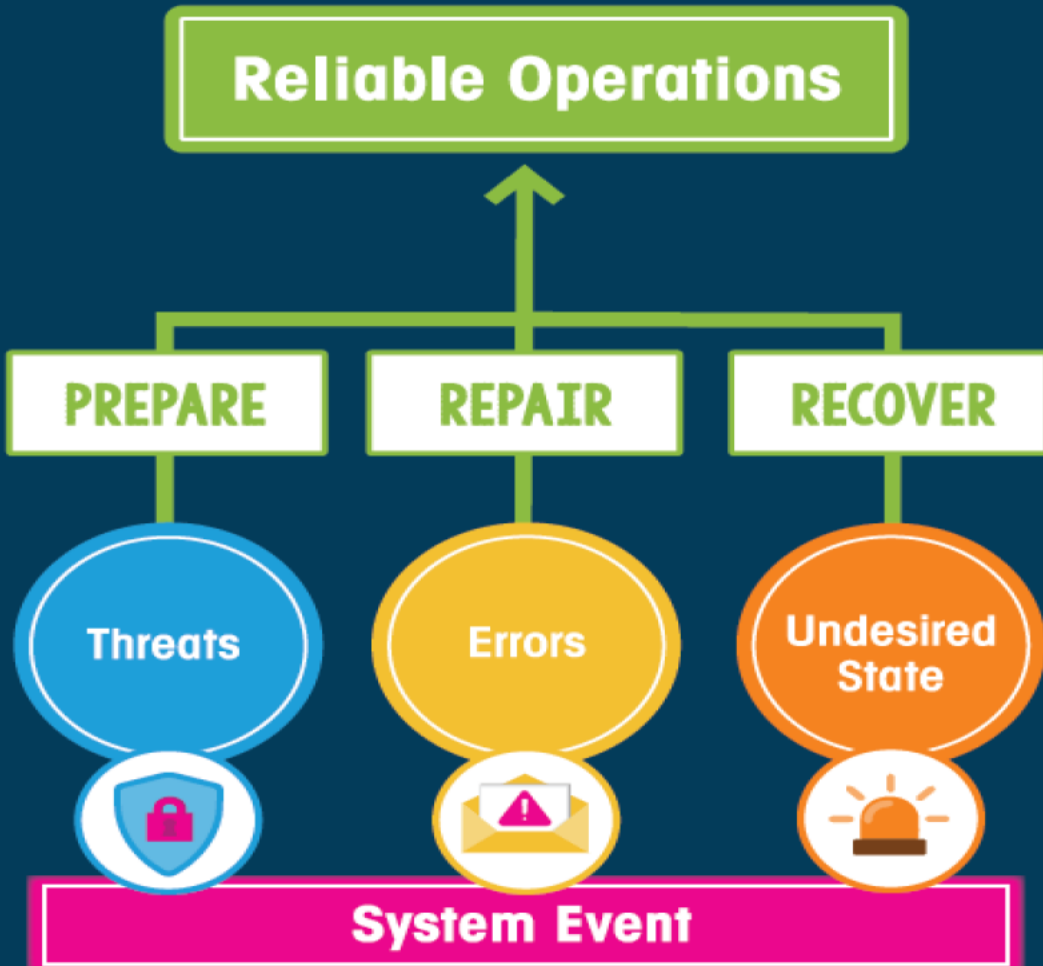 Reliable Operations
PREPARE
REPAIR
RECOVER
Threats
Errors
Undesired
State
!
System Event